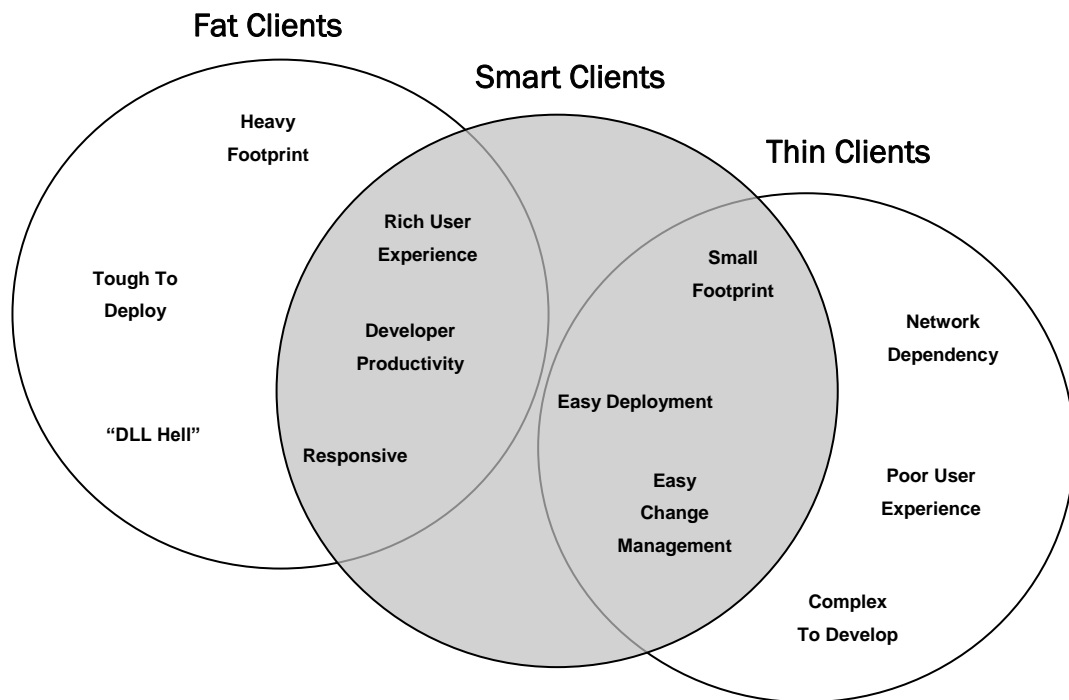 Fat Clients
Smart Clients
Thin Clients
Heavy
Footprint
Tough To
Deploy
“DLL Hell”
Rich User
Experience
Developer
Productivity
Responsive
Small
Footprint
Easy Deployment
Easy
Change
Management
Network
Dependency
Poor User
Experience
Complex
To Develop